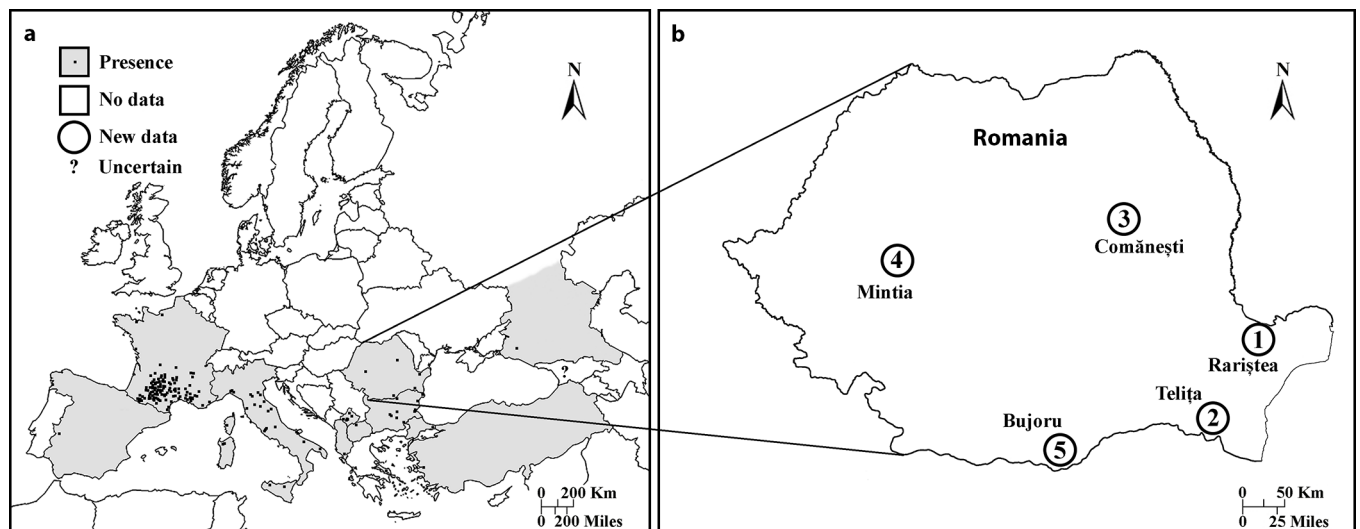 a
Presence
No data
New data
? Uncertain
N
?
0 200 Km
0 200 Miles
b
N
Romania
3
Comănești
4
Mintia
1
Rariștea
Telița
2
Bujoru
5
0 50 Km
0 25 Miles